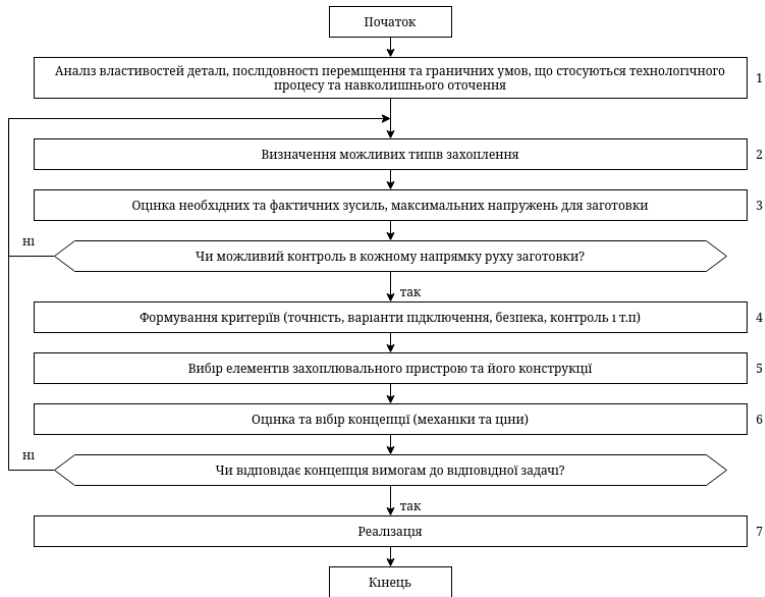 Початок
Аналіз властивостей деталі, послідовності переміщення та граничних умов, що стосуються технологічного
процесу та навколишнього оточення
1
Визначення можливих типів захоплення
2
Оцінка необхідних та фактичних зусиль, максимальних напружень для заготовки
3
ні
Чи можливий контроль в кожному напрямку руху заготовки?
так
Формування критеріїв (точність, варіанти підключення, безпека, контроль і т.п)
4
Вибір елементів захоплювального пристрою та його конструкції
5
Оцінка та вібір концепції (механіки та ціни)
6
ні
Чи відповідає концепція вимогам до відповідної задачі?
так
Реалізація
7
Кінець